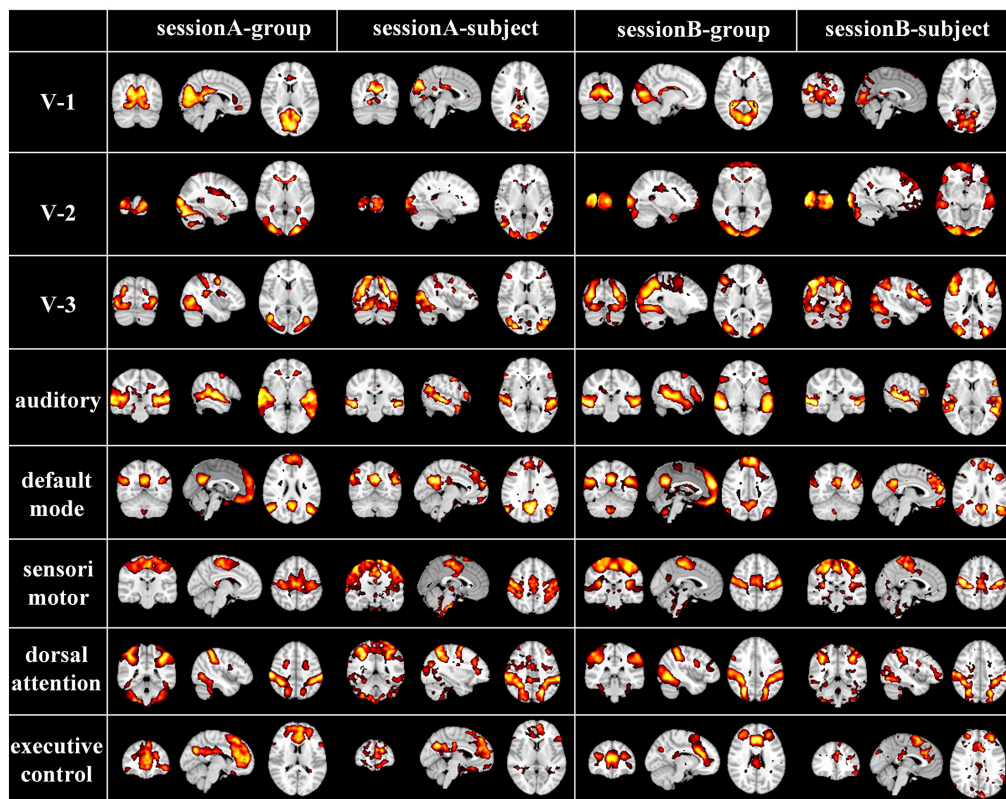 sessionA-group sessionA-subject sessionB-group sessionB-subject
V-1
V-2
V-3
auditory
default
mode
sensori
motor
dorsal
attention
executive
control